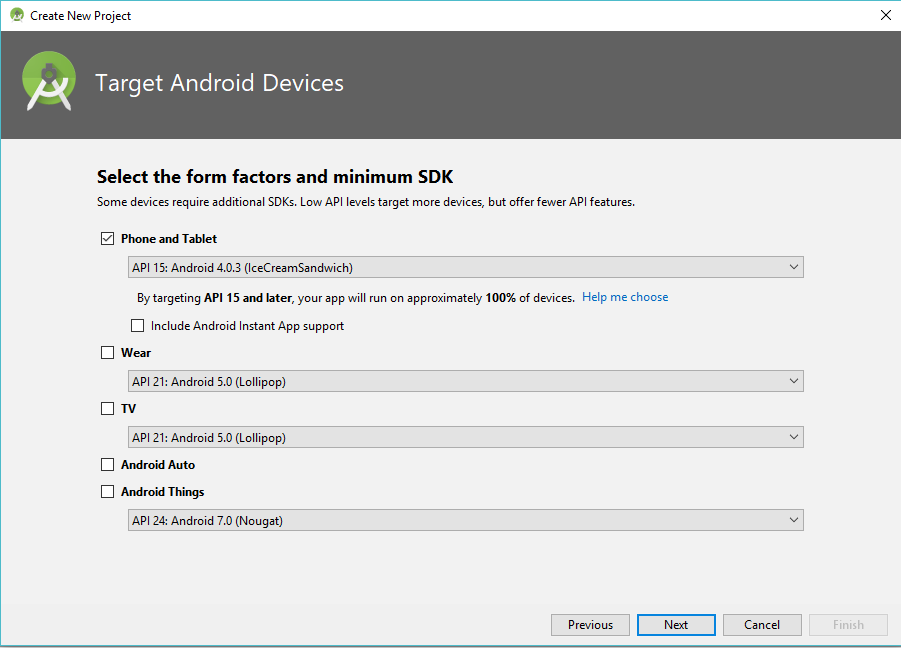 Create New Project
Target Android Devices
Select the form factors and minimum SDK
Some devices require additional SDKs. Low API levels target more devices, but offer fewer API features.
Phone and Tablet
API 15: Android 4.0.3 (IceCreamSandwich)
By targeting API 15 and later, your app will run on approximately 100% of devices. Help me choose
Include Android Instant App support
Wear
API 21: Android 5.0 (Lollipop)
TV
API 21: Android 5.0 (Lollipop)
Android Auto
Android Things
API 24: Android 7.0 (Nougat)
Previous Next Cancel Finish